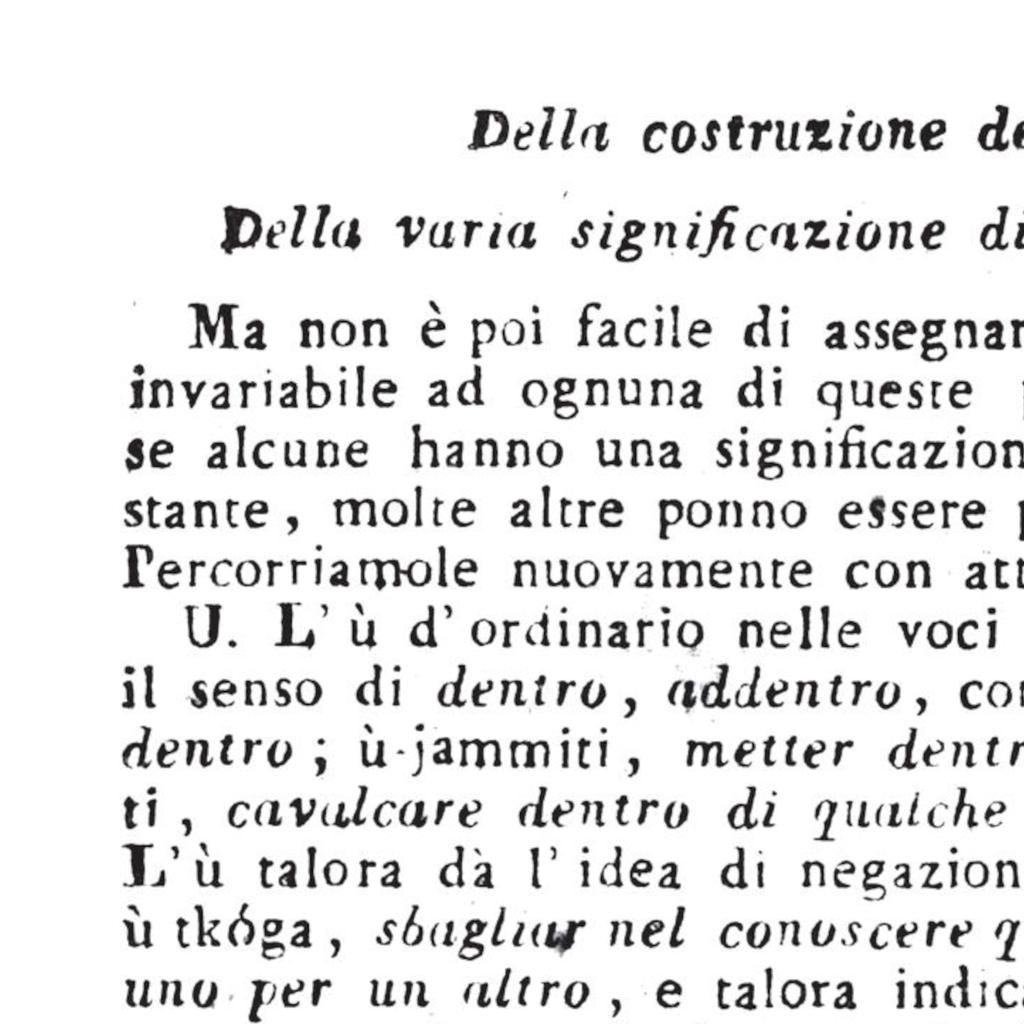 Della costruzione de
Della varia significazione di
Ma non è poi facile di assegnar
invariabile ad ognuna di queste
se alcune hanno una significazion
stante, molte altre ponno essere p
Percorriamole nuovamente con att
U. L'ù d'ordinario nelle voci
il senso di dentro, addentro, con
dentro; ù-jammiti, metter dentr
ti, cavalcare dentro di qualche
L'ù talora dà l'idea di negazion
ù tkóga, sbagliar nel conoscere q
uno per un altro, e talora indica